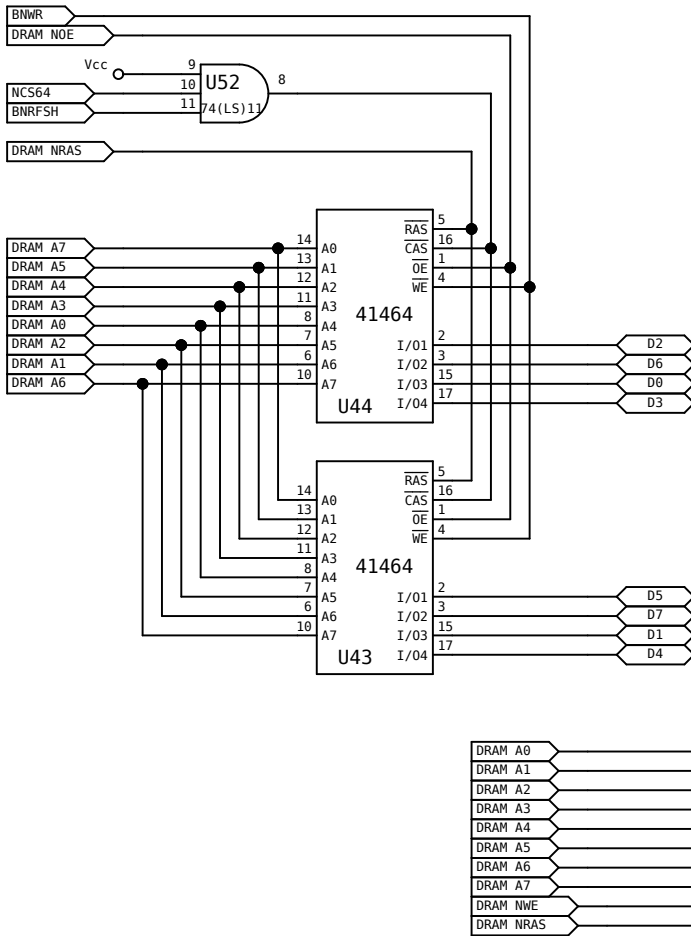 BNWR
DRAM NOE
Vcc
9
U52
8
NCS64
10
BNRFSH
11
74(LS)11
DRAM NRAS
DRAM A7
14
A0
RAS
5
DRAM A5
13
A1
CAS
16
DRAM A4
12
A2
OE
1
DRAM A3
11
A3
WE
4
DRAM A0
8
A4
41464
DRAM A2
7
A5
I/O1
2
D2
DRAM A1
6
A6
I/O2
3
D6
DRAM A6
10
A7
I/O3
15
D0
U44
I/O4
17
D3
RAS
5
14
A0
CAS
16
13
A1
OE
1
12
A2
WE
4
11
A3
8
A4
41464
7
A5
I/O1
2
D5
6
A6
I/O2
3
D7
10
A7
I/O3
15
D1
U43
I/O4
17
D4
DRAM A0
DRAM A1
DRAM A2
DRAM A3
DRAM A4
DRAM A5
DRAM A6
DRAM A7
DRAM NWE
DRAM NRAS